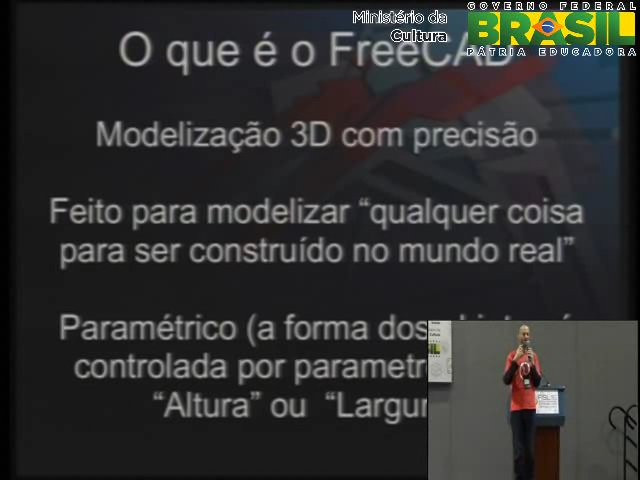 Ministério da
Cultura
GOVERNO FEDERAL
BRASIL
PÁTRIA EDUCADORA
O que é o FreeCAD
Modelização 3D com precisão
Feito para modelizar “qualquer coisa
para ser construído no mundo real”
Paramétrico (a forma dos
controlada por parametr
“Altura” ou “Largur